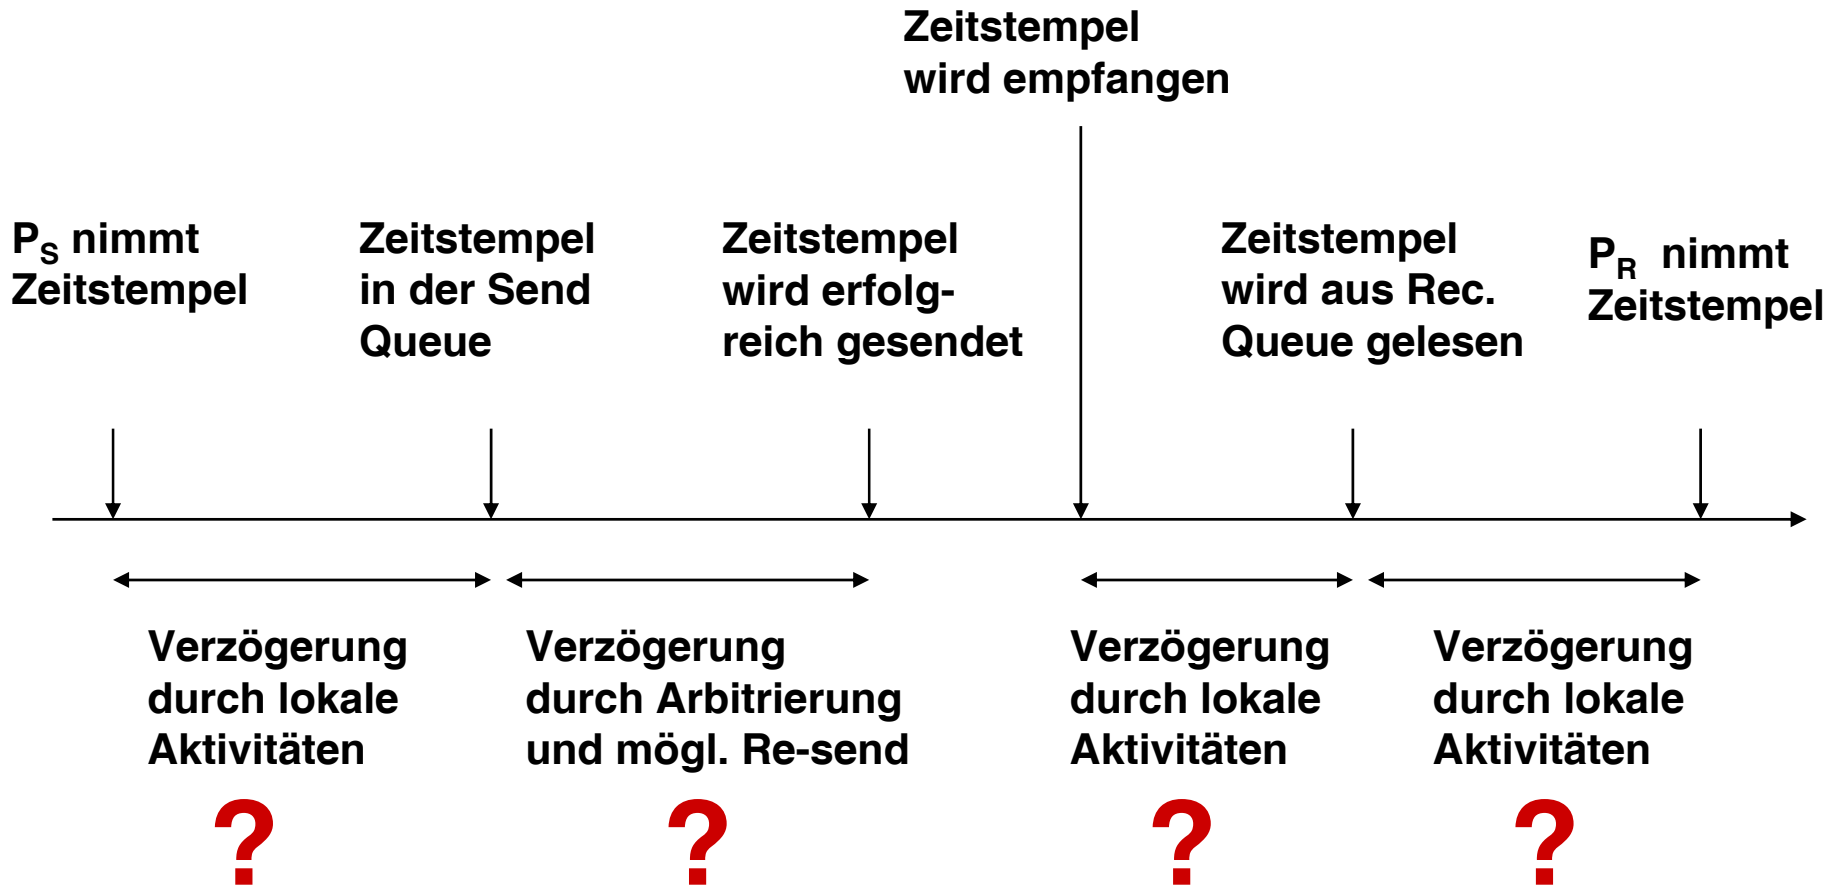 Zeitstempel
wird empfangen
P_S nimmt
Zeitstempel
Zeitstempel
in der Send
Queue
Zeitstempel
wird erfolg-
reich gesendet
Zeitstempel
wird aus Rec.
Queue gelesen
P_R nimmt
Zeitstempel
Verzögerung
durch lokale
Aktivitäten
?
Verzögerung
durch Arbitrierung
und mögl. Re-send
?
Verzögerung
durch lokale
Aktivitäten
?
Verzögerung
durch lokale
Aktivitäten
?